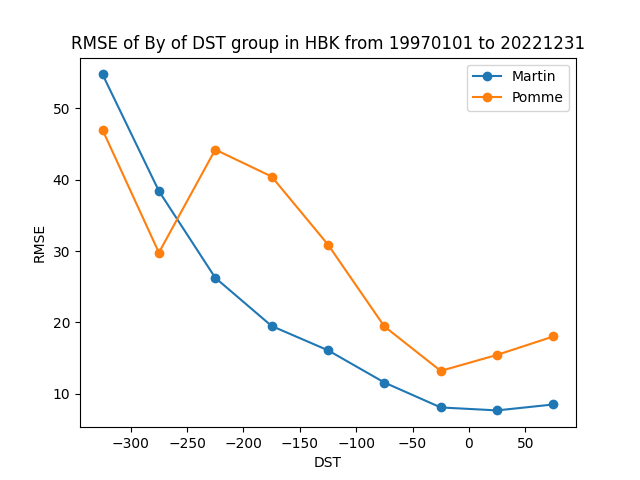 RMSE of By of DST group in HBK from 19970101 to 20221231
Martin
Pomme
50
40
30
20
10
RMSE
−300
−250
−200
−150
−100
−50
0
50
DST